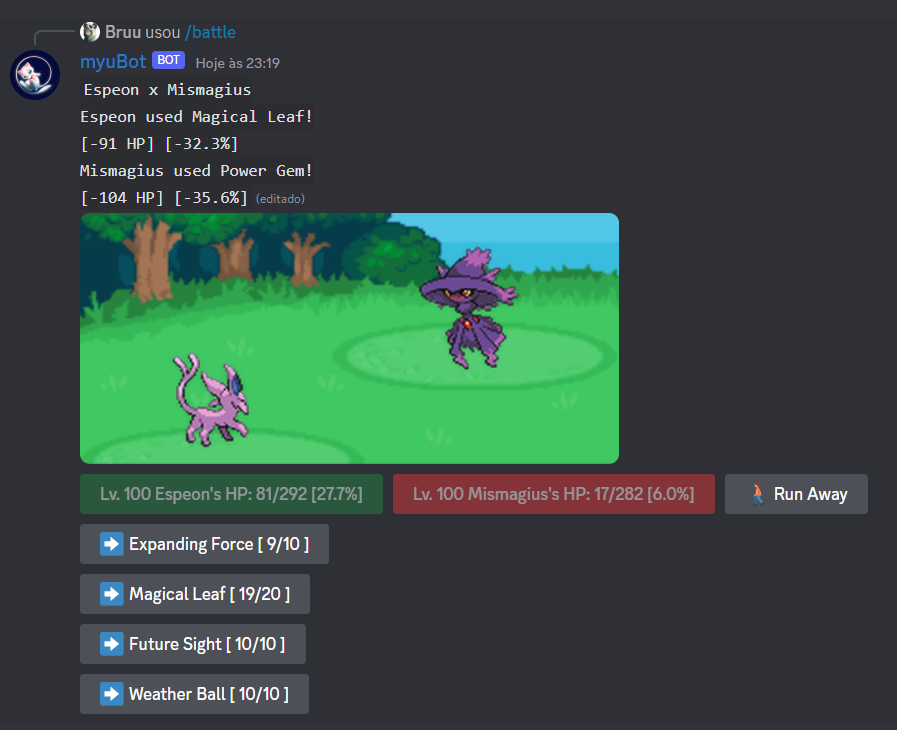 Bruu usou /battle
myuBot BOT Hoje às 23:19
Espeon x Mismagius
Espeon used Magical Leaf!
[-91 HP] [-32.3%]
Mismagius used Power Gem!
[-104 HP] [-35.6%] (editado)
Lv. 100 Espeon's HP: 81/292 [27.7%] Lv. 100 Mismagius's HP: 17/282 [6.0%] Run Away
Expanding Force [ 9/10 ]
Magical Leaf [ 19/20 ]
Future Sight [ 10/10 ]
Weather Ball [ 10/10 ]